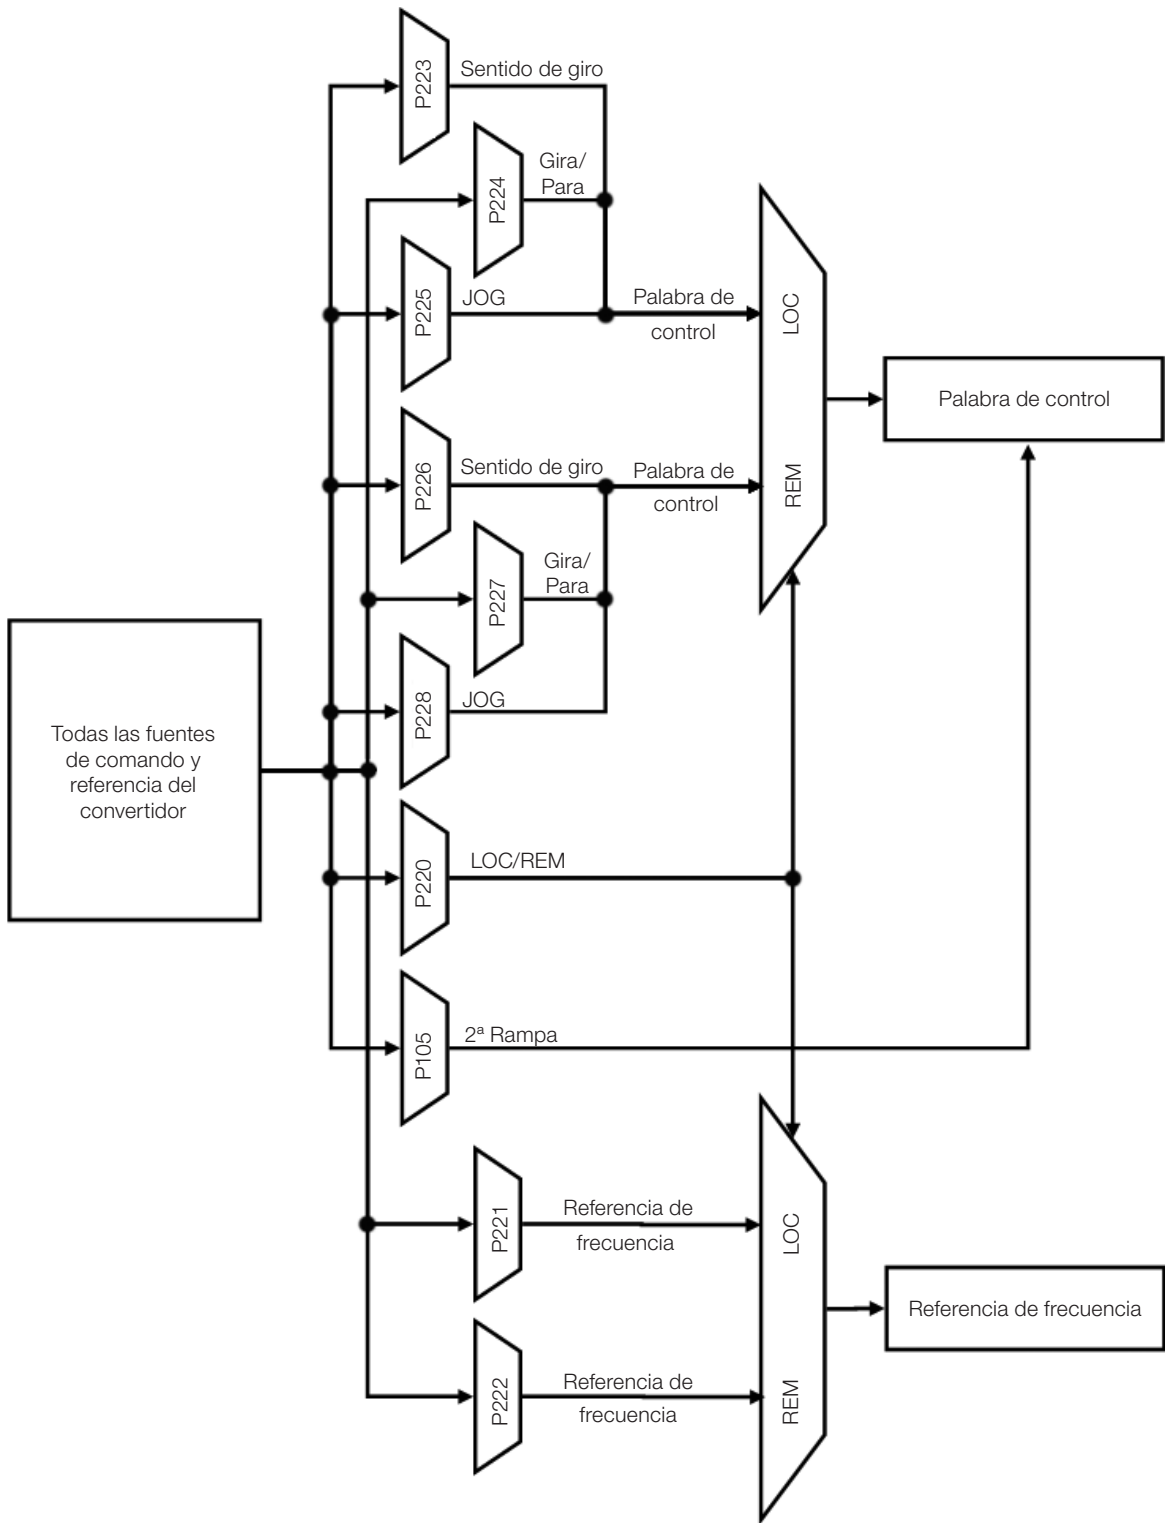 P223
Sentido de giro
P224
Gira/
Para
P225
JOG
Palabra de
control
LOC
Palabra de control
P226
Sentido de giro
Palabra de
control
REM
P227
Gira/
Para
P228
JOG
Todas las fuentes
de comando y
referencia del
convertidor
P220
LOC/REM
P105
2ª Rampa
P221
Referencia de
frecuencia
LOC
Referencia de frecuencia
P222
Referencia de
frecuencia
REM